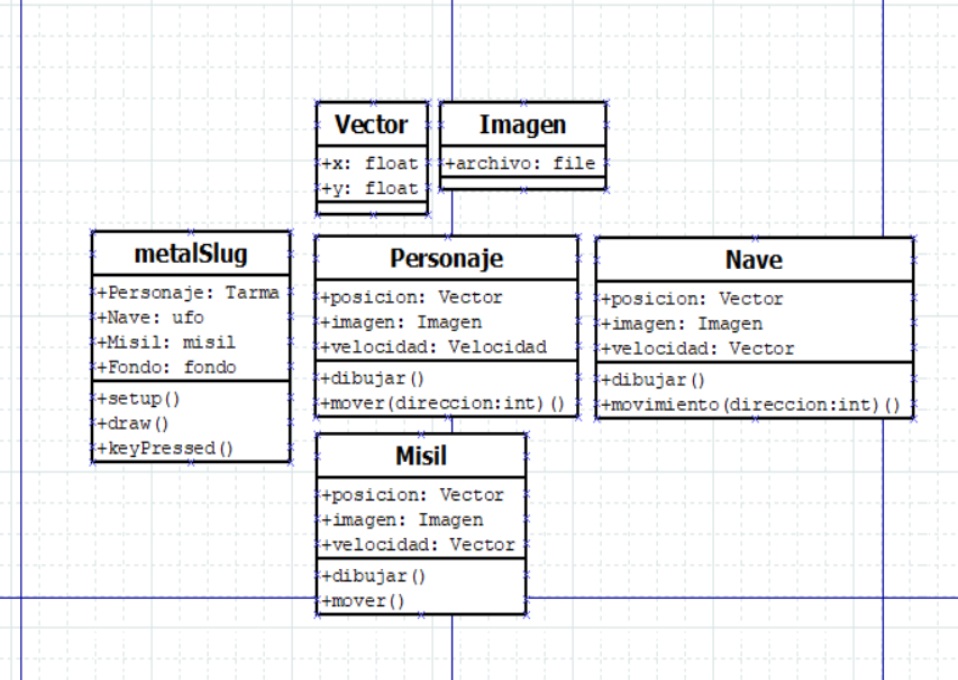 Vector
+x: float
+y: float
Imagen
+archivo: file
metalSlug
+Personaje: Tarma
+Nave: ufo
+Misil: misil
+Fondo: fondo
+setup()
+draw()
+keyPressed()
Personaje
+posicion: Vector
+imagen: Imagen
+velocidad: Velocidad
+dibujar()
+mover(direccion:int)()
Nave
+posicion: Vector
+imagen: Imagen
+velocidad: Vector
+dibujar()
+movimiento(direccion:int)()
Misil
+posicion: Vector
+imagen: Imagen
+velocidad: Vector
+dibujar()
+mover()